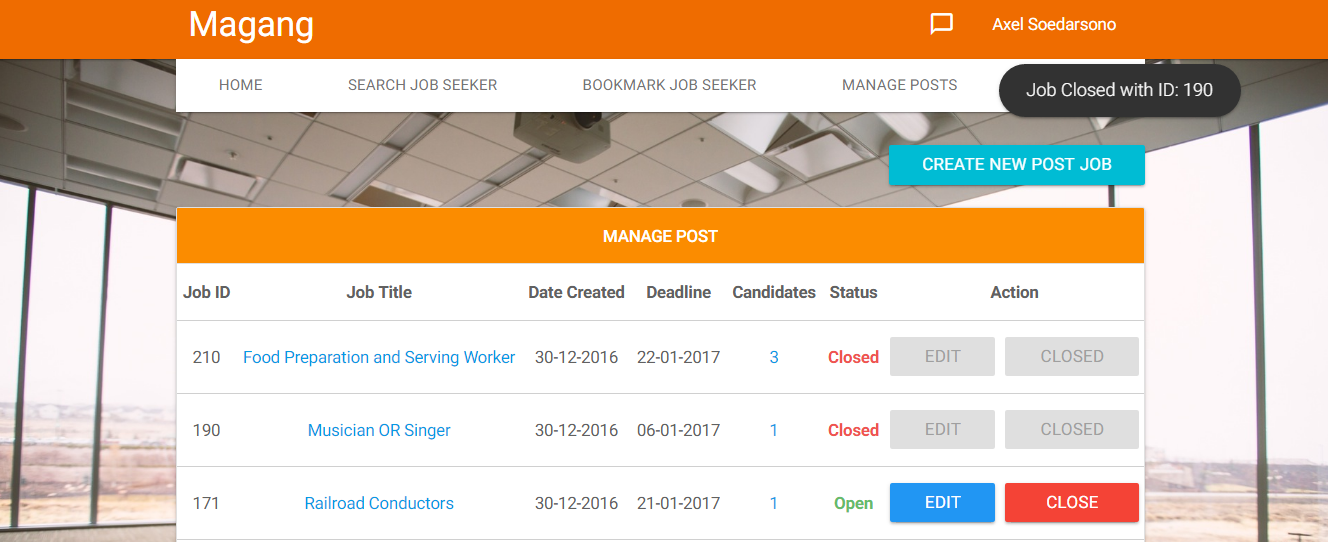 Magang
Axel Soedarsono
HOME SEARCH JOB SEEKER BOOKMARK JOB SEEKER MANAGE POSTS
Job Closed with ID: 190
CREATE NEW POST JOB
MANAGE POST
Job ID Job Title Date Created Deadline Candidates Status Action
210 Food Preparation and Serving Worker 30-12-2016 22-01-2017 3 Closed EDIT CLOSED
190 Musician OR Singer 30-12-2016 06-01-2017 1 Closed EDIT CLOSED
171 Railroad Conductors 30-12-2016 21-01-2017 1 Open EDIT CLOSE